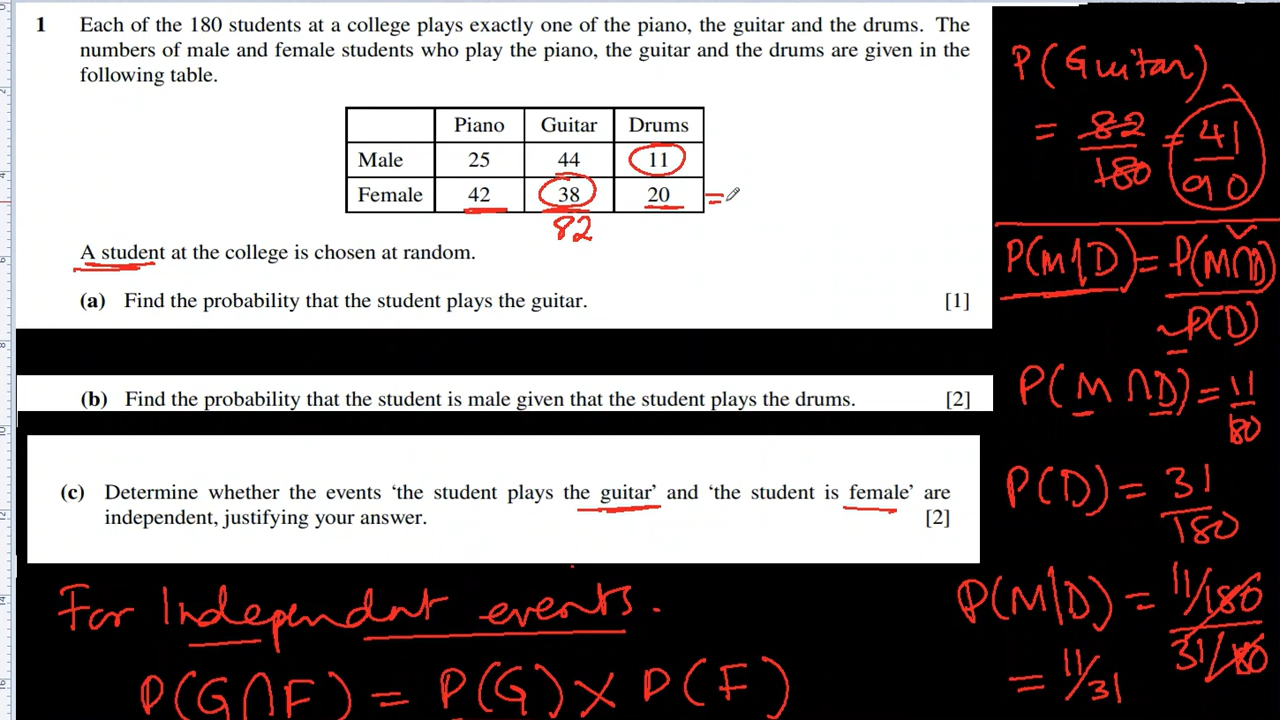 1 Each of the 180 students at a college plays exactly one of the piano, the guitar and the drums. The
numbers of male and female students who play the piano, the guitar and the drums are given in the
following table.
Piano Guitar Drums
Male 25 44 11
Female 42 38 20 =
82
A student at the college is chosen at random.
(a) Find the probability that the student plays the guitar. [1]
(b) Find the probability that the student is male given that the student plays the drums. [2]
(c) Determine whether the events ‘the student plays the guitar’ and ‘the student is female’ are
independent, justifying your answer. [2]
For Independent events.
P(G∩F) = P(G) × P(F)
P(Guitar)
= 82/180 = 41/90
P(M|D) = P(M∩D)/P(D)
P(M∩D) = 11/180
P(D) = 31/180
P(M|D) = 11/180 / 31/180
= 11/31